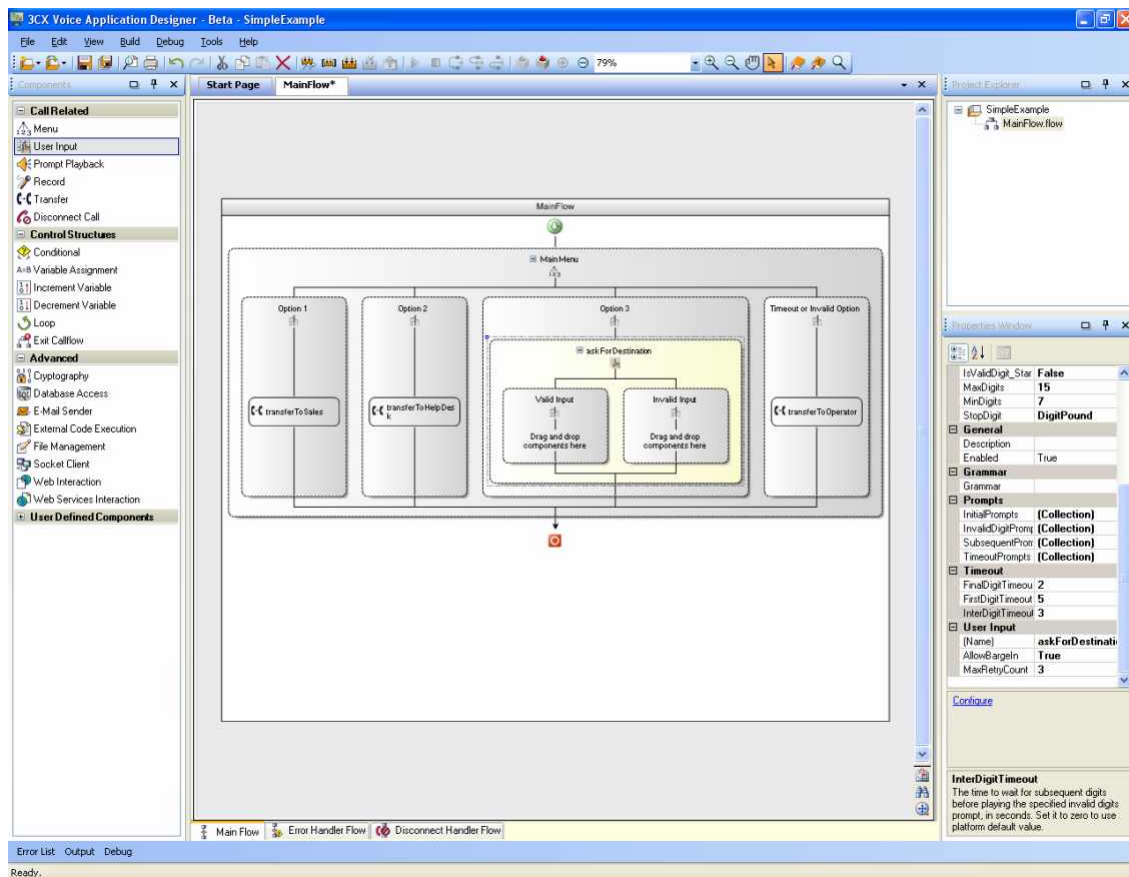 3CX Voice Application Designer - Beta - SimpleExample
File Edit View Build Debug Tools Help
79%
Components
Call Related
Menu
User Input
Prompt Playback
Record
Transfer
Disconnect Call
Control Structures
Conditional
A=B Variable Assignment
Increment Variable
Decrement Variable
Loop
Exit Callflow
Advanced
Cryptography
Database Access
E-Mail Sender
External Code Execution
File Management
Socket Client
Web Interaction
Web Services Interaction
User Defined Components
Start Page MainFlow*
MainFlow
MainMenu
Option 1 Option 2 Option 3 Timeout or Invalid Option
askForDestination
Valid Input Invalid Input
transferToSales
transferToHelpDes
k
transferToOperator
Drag and drop
components here
Drag and drop
components here
Main Flow Error Handler Flow Disconnect Handler Flow
Project Explorer
SimpleExample
MainFlow.flow
Properties Window
IsValidDigit_Star False
MaxDigits 15
MinDigits 7
StopDigit DigitPound
General
Description
Enabled True
Grammar
Grammar
Prompts
InitialPrompts (Collection)
InvalidDigitPromp (Collection)
SubsequentProm (Collection)
TimeoutPrompts (Collection)
Timeout
FinalDigitTimeou 2
FirstDigitTimeout 5
InterDigitTimeout 3
User Input
(Name) askForDestinati
AllowBargeIn True
MaxRetryCount 3
Configure
InterDigitTimeout
The time to wait for subsequent digits
before playing the specified invalid digits
prompt, in seconds. Set it to zero to use
platform default value.
Error List Output Debug
Ready.